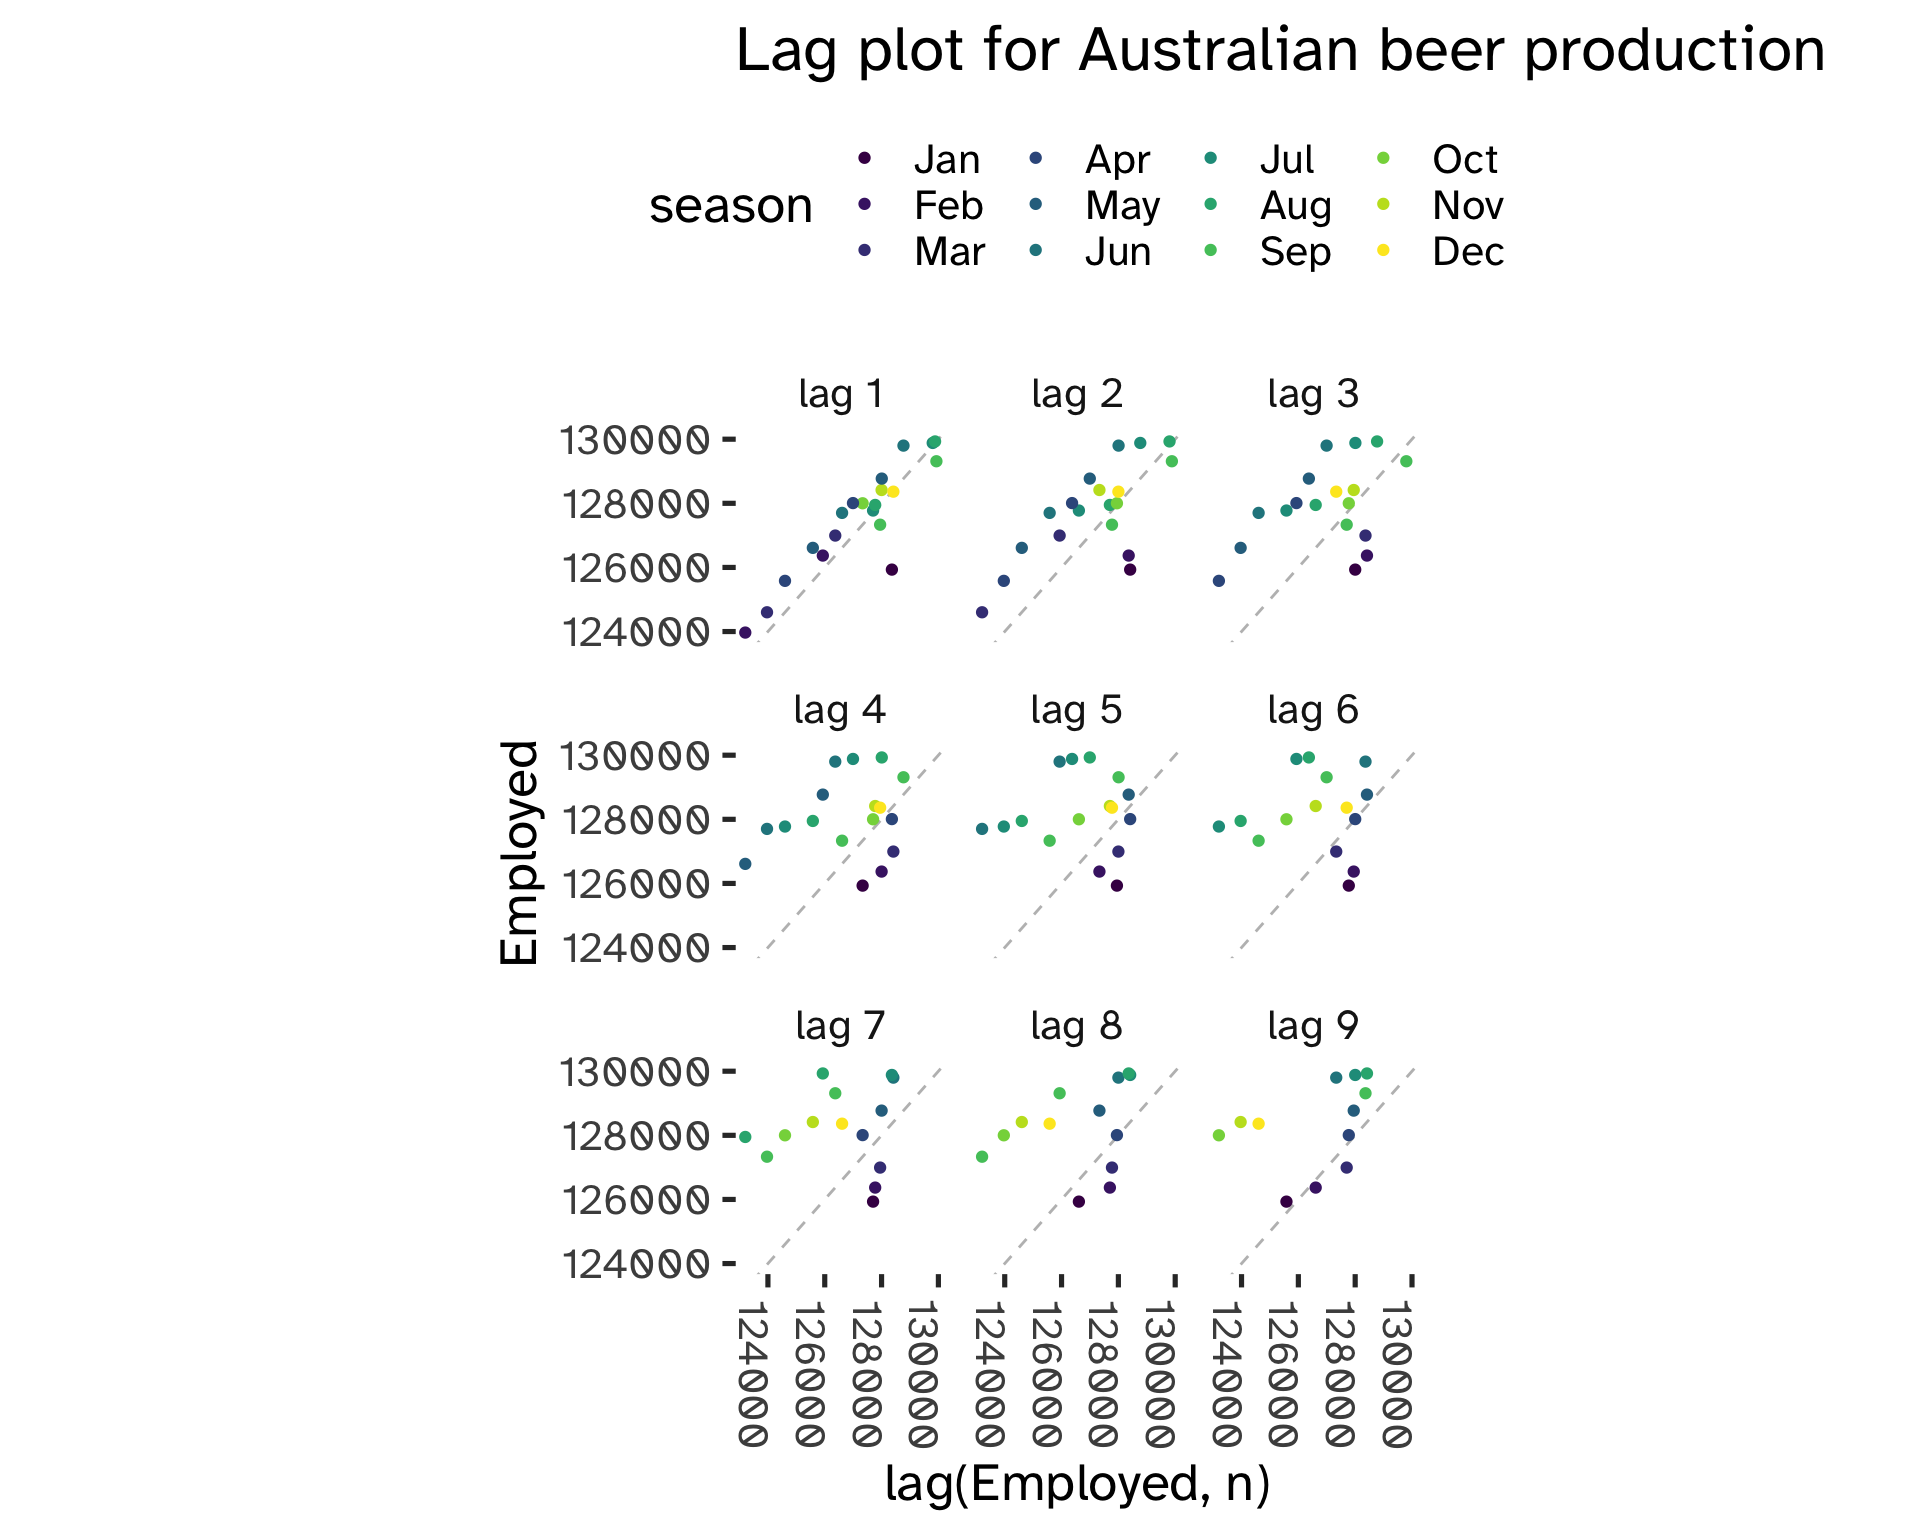 Lag plot for Australian beer production
season
Jan Apr Jul Oct
Feb May Aug Nov
Mar Jun Sep Dec
lag 1 lag 2 lag 3
130000
128000
126000
124000
lag 4 lag 5 lag 6
130000
128000
126000
124000
Employed
lag 7 lag 8 lag 9
130000
128000
126000
124000
124000 126000 128000 130000 124000 126000 128000 130000 124000 126000 128000 130000
lag(Employed, n)